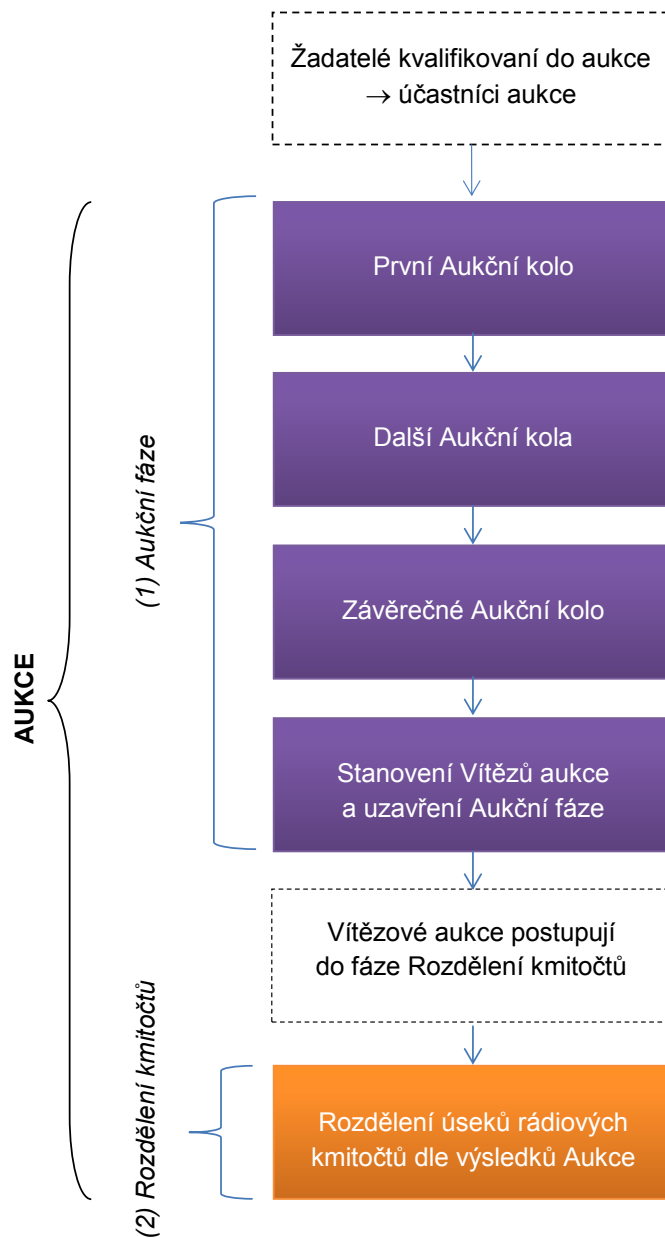 Žadatelé kvalifikovaní do aukce
→ účastníci aukce
AUKCE
(1) Aukční fáze
První Aukční kolo
Další Aukční kola
Závěrečné Aukční kolo
Stanovení Vítězů aukce
a uzavření Aukční fáze
Vítězové aukce postupují
do fáze Rozdělení kmitočtů
(2) Rozdělení kmitočtů
Rozdělení úseků rádiových
kmitočtů dle výsledků Aukce